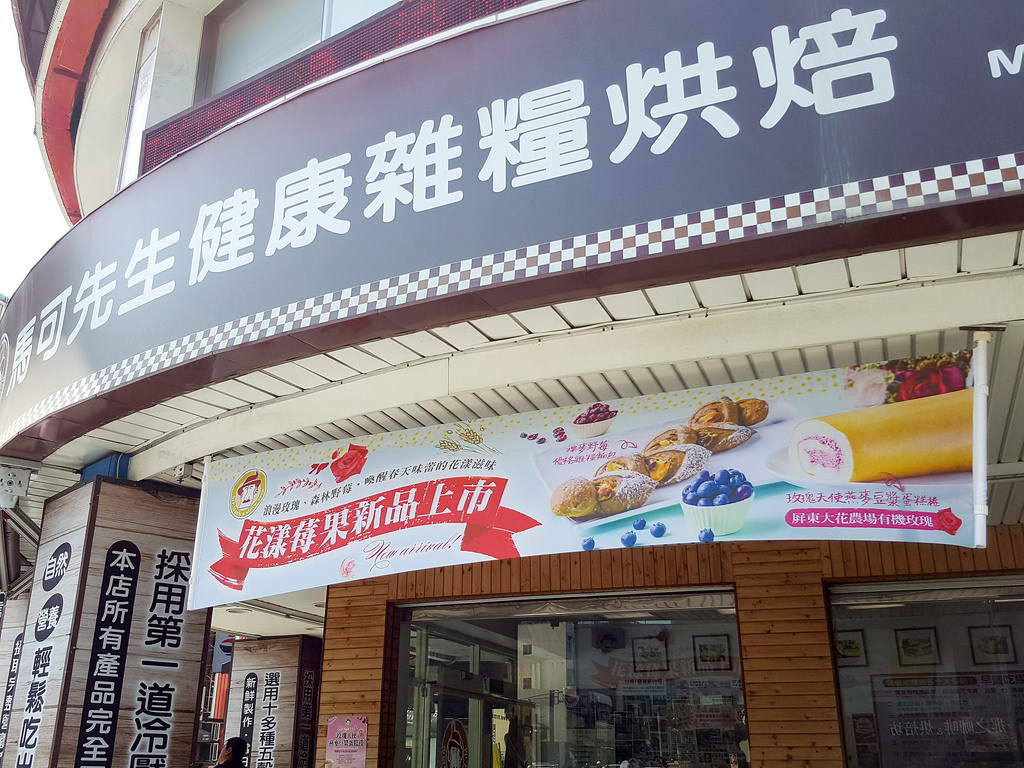 馬可先生健康雜糧烘焙
M
浪漫玫瑰、森林野莓，喚醒春天味蕾的花漾滋味
花漾莓果新品上市
New arrival!
玫瑰天使燕麥豆漿蛋糕捲
屏東大花農場有機玫瑰
自然
營養
輕鬆吃出
本店所有產品完全
採用第一道冷壓
新鮮製作
選用十多種五穀